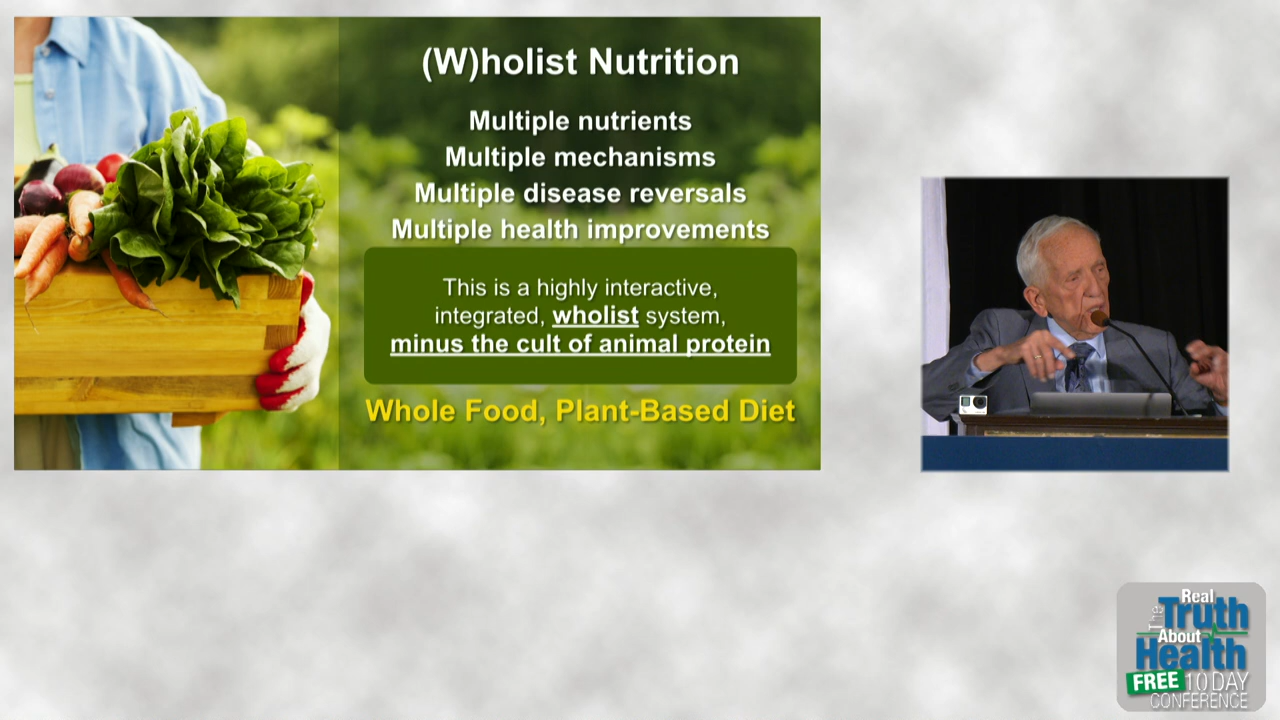 (W)holist Nutrition
Multiple nutrients
Multiple mechanisms
Multiple disease reversals
Multiple health improvements
This is a highly interactive,
integrated, wholist system,
minus the cult of animal protein
Whole Food, Plant-Based Diet
The Real
Truth
About
Health
FREE 10 DAY
CONFERENCE